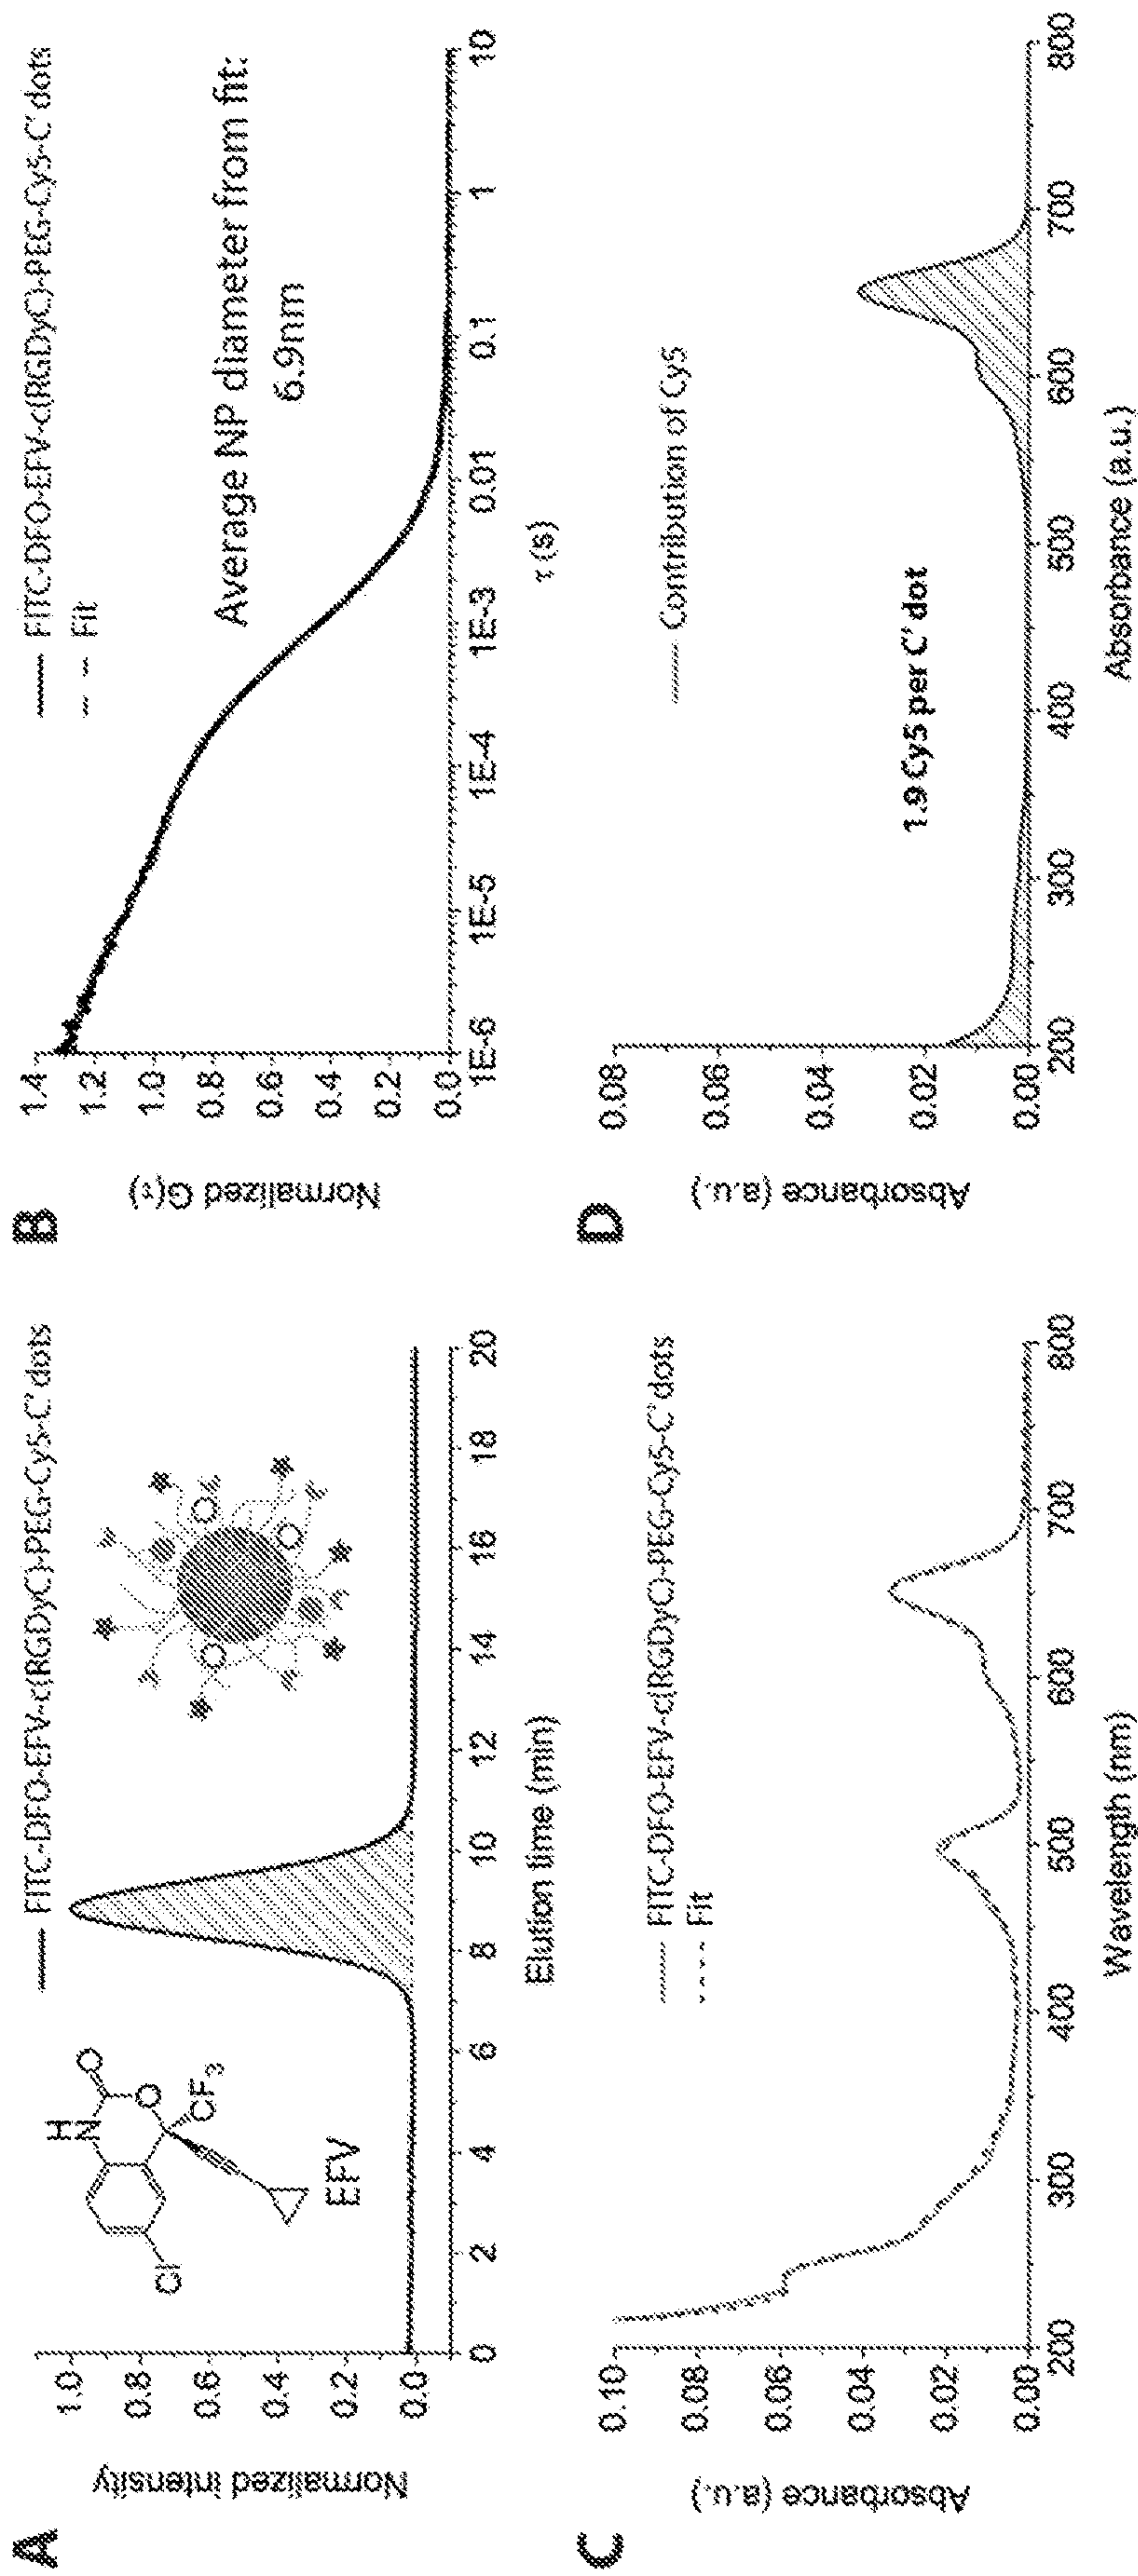 A
FITC-DFO-EFV-c(RGDyC)-PEG-Cy5-C' dots
Normalized intensity
1.0
0.8
0.6
0.4
0.2
0.0
0 2 4 6 8 10 12 14 16 18 20
Elution time (min)
H
N
O
O
CF3
Cl
EFV
B
FITC-DFO-EFV-c(RGDyC)-PEG-Cy5-C' dots
Fit
Average NP diameter from fit:
6.9nm
Normalized G(τ)
1.4
1.2
1.0
0.8
0.6
0.4
0.2
0.0
1E-6 1E-5 1E-4 1E-3 0.01 0.1 1 10
τ (s)
C
FITC-DFO-EFV-c(RGDyC)-PEG-Cy5-C' dots
Fit
Absorbance (a.u.)
0.10
0.08
0.06
0.04
0.02
0.00
200 300 400 500 600 700 800
Wavelength (nm)
D
Contribution of Cy5
1.9 Cy5 per C' dot
Absorbance (a.u.)
0.08
0.06
0.04
0.02
0.00
200 300 400 500 600 700 800
Absorbance (a.u.)